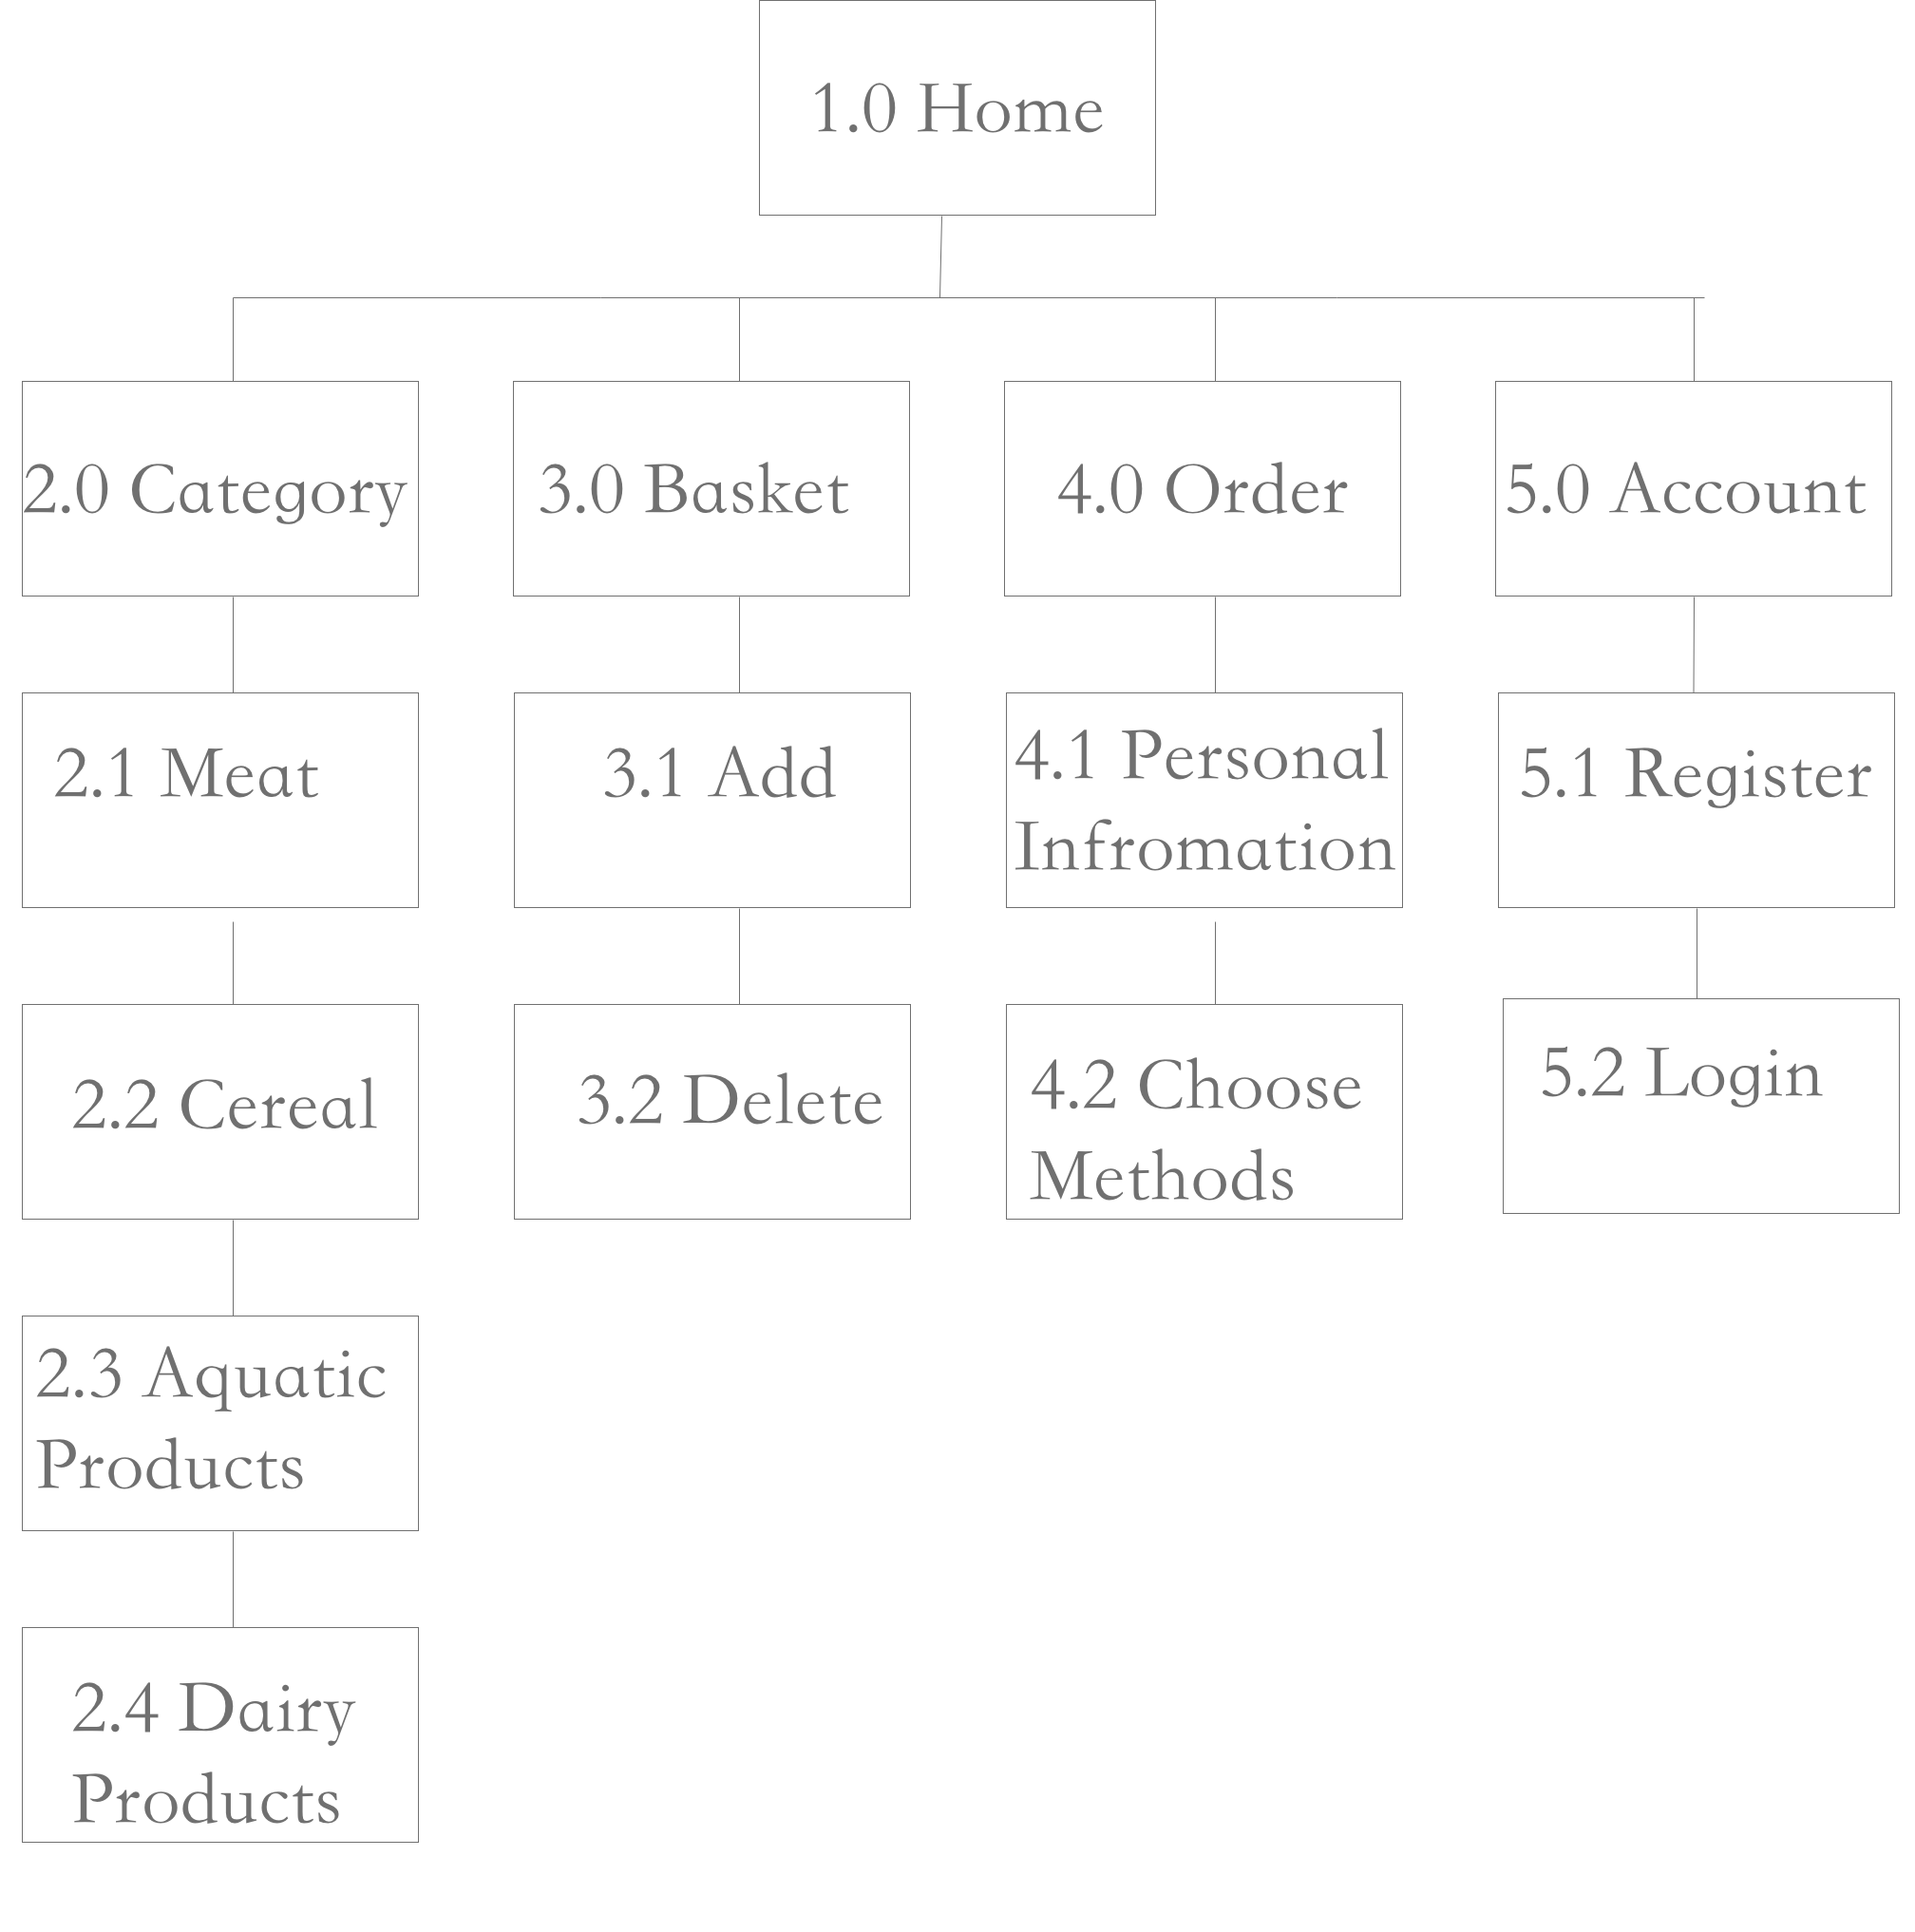 1.0 Home
2.0 Category
3.0 Basket
4.0 Order
5.0 Account
2.1 Meat
3.1 Add
4.1 Personal
Infromation
5.1 Register
2.2 Cereal
3.2 Delete
4.2 Choose
Methods
5.2 Login
2.3 Aquatic
Products
2.4 Dairy
Products